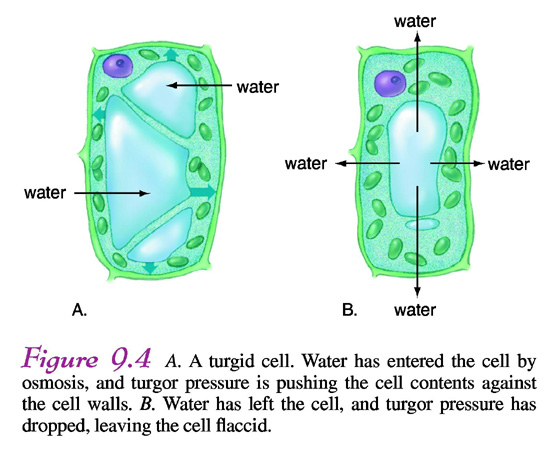 water
water
water
water
water
water
A.
B.
water
Figure 9.4 A. A turgid cell. Water has entered the cell by
osmosis, and turgor pressure is pushing the cell contents against
the cell walls. B. Water has left the cell, and turgor pressure has
dropped, leaving the cell flaccid.